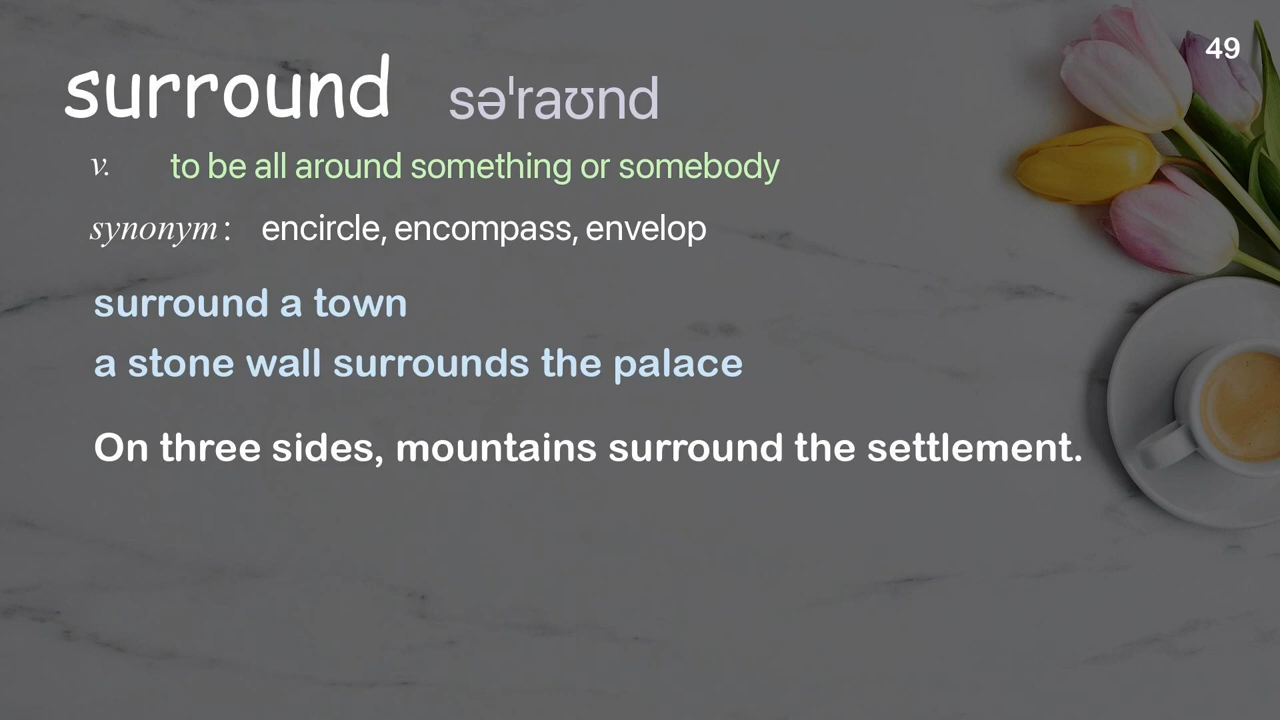 49
surround səˈraʊnd
v. to be all around something or somebody
synonym : encircle, encompass, envelop
surround a town
a stone wall surrounds the palace
On three sides, mountains surround the settlement.